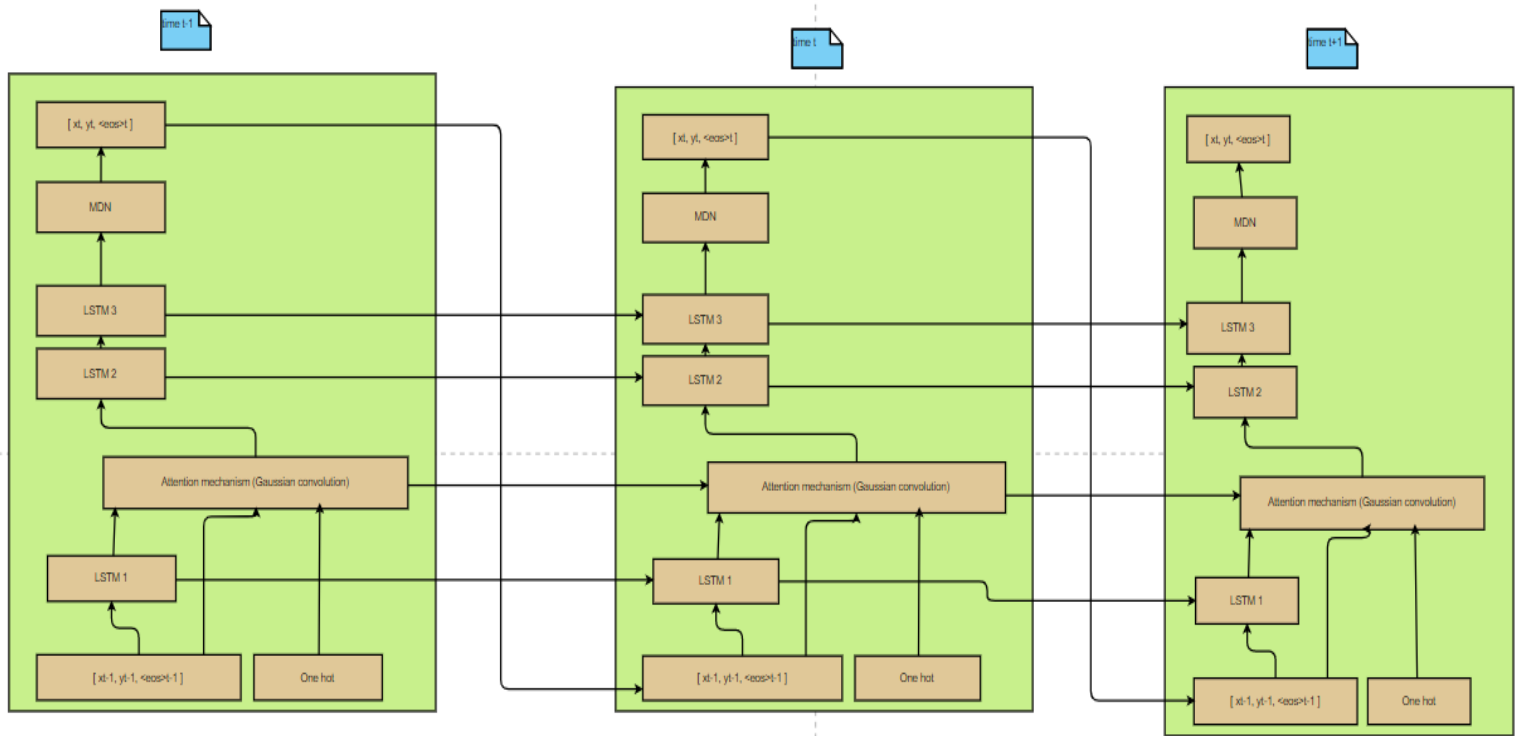 time t-1
[ xt, yt, <eos>t ]
MDN
LSTM 3
LSTM 2
Attention mechanism (Gaussian convolution)
LSTM 1
[ xt-1, yt-1, <eos>t-1 ]
One hot
time t
[ xt, yt, <eos>t ]
MDN
LSTM 3
LSTM 2
Attention mechanism (Gaussian convolution)
LSTM 1
[ xt-1, yt-1, <eos>t-1 ]
One hot
time t+1
[ xt, yt, <eos>t ]
MDN
LSTM 3
LSTM 2
Attention mechanism (Gaussian convolution)
LSTM 1
[ xt-1, yt-1, <eos>t-1 ]
One hot